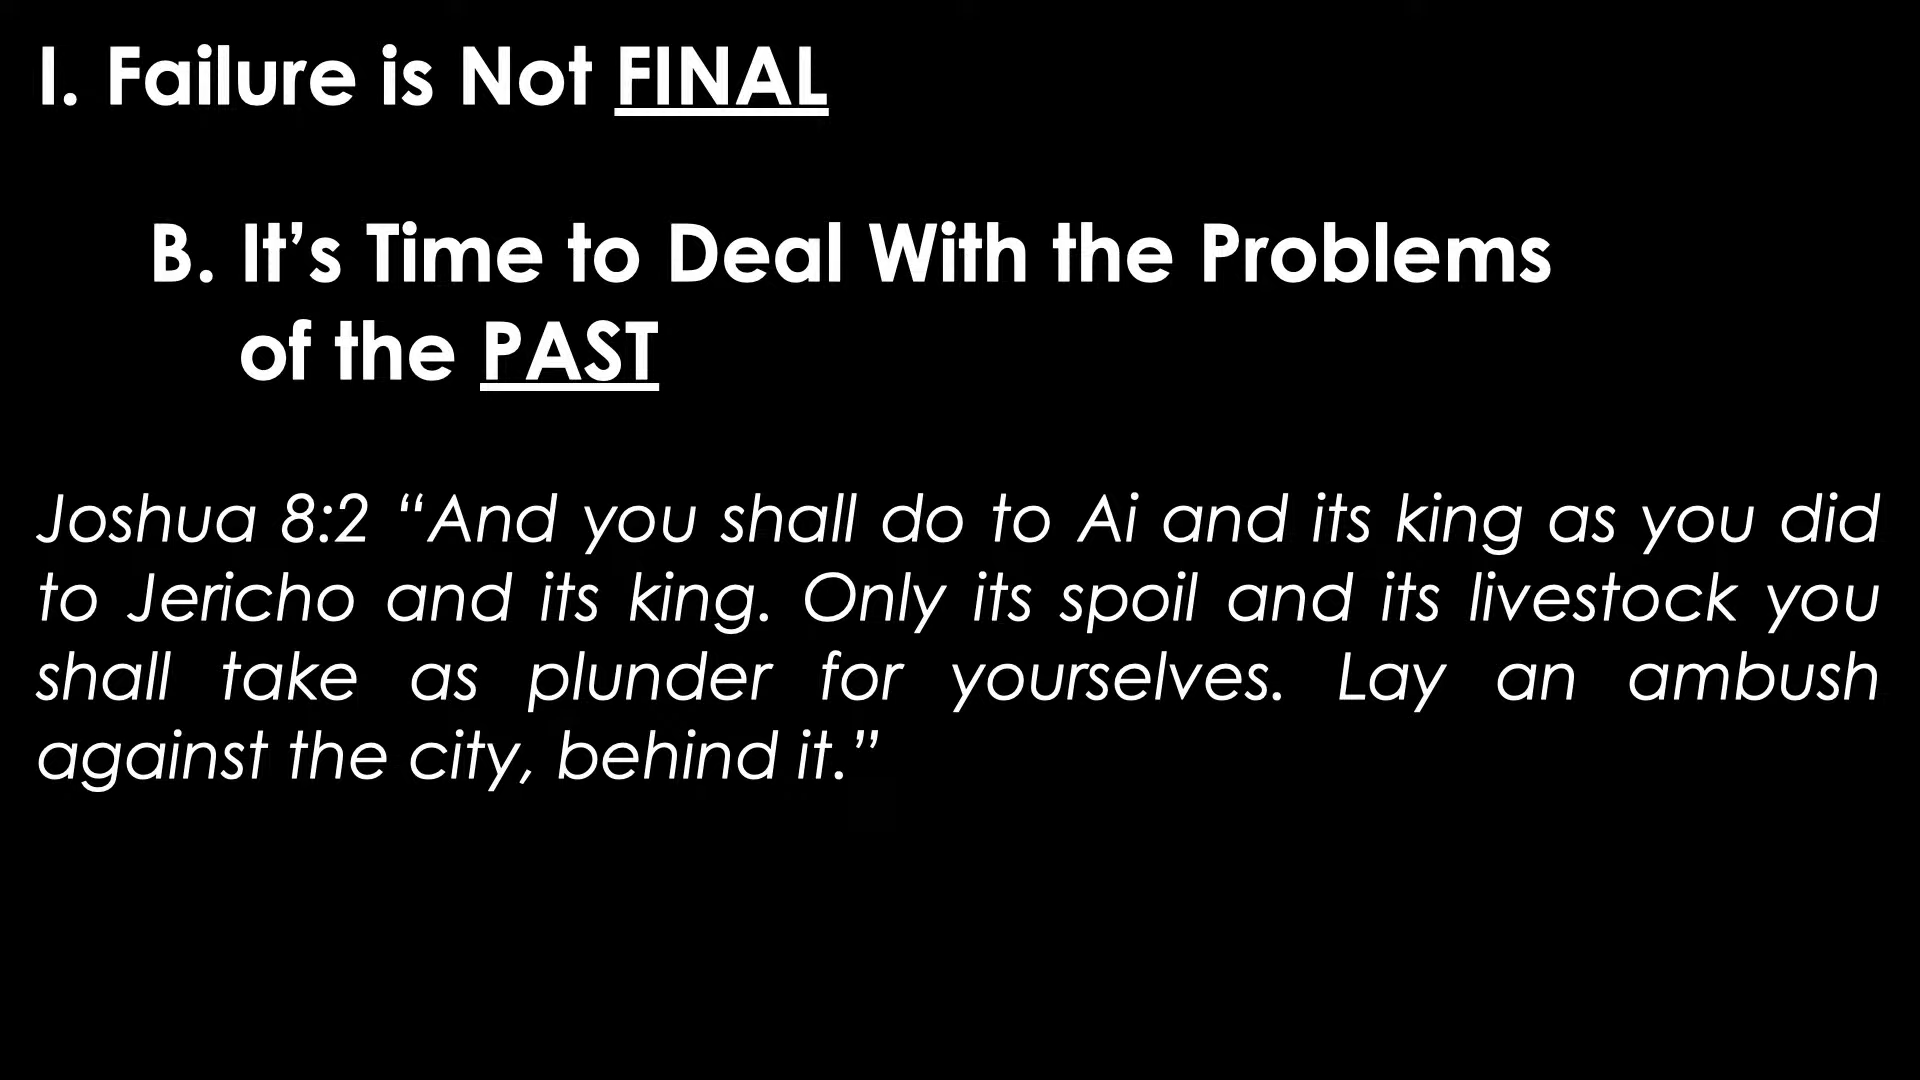 I. Failure is Not FINAL
B. It’s Time to Deal With the Problems
of the PAST
Joshua 8:2 “And you shall do to Ai and its king as you did
to Jericho and its king. Only its spoil and its livestock you
shall take as plunder for yourselves. Lay an ambush
against the city, behind it.”